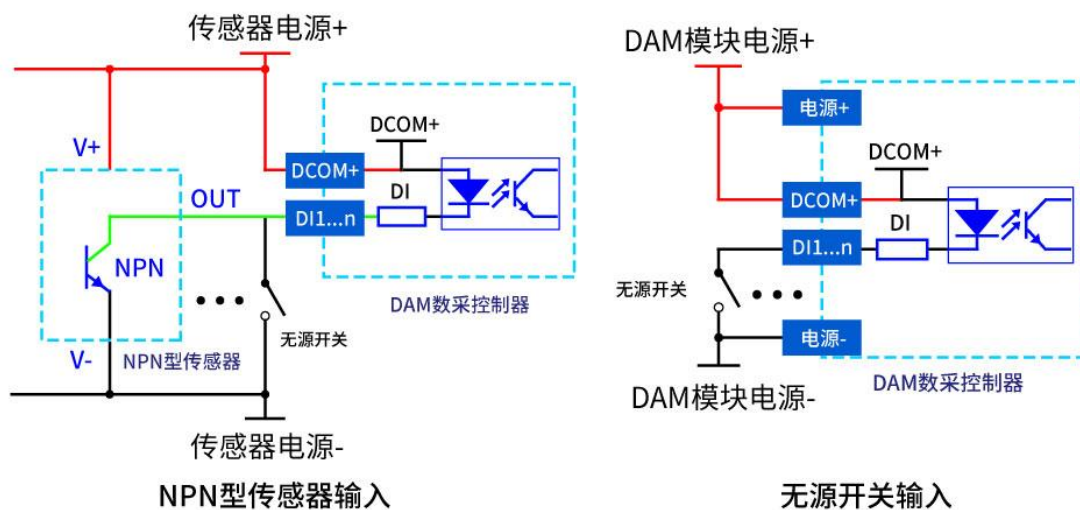 传感器电源+
DCOM+
V+
DCOM+
DI
OUT
DI1...n
NPN
无源开关
DAM数采控制器
V-
NPN型传感器
传感器电源-
NPN型传感器输入
DAM模块电源+
电源+
DCOM+
DCOM+
DI
DI1...n
无源开关
电源-
DAM数采控制器
DAM模块电源-
无源开关输入